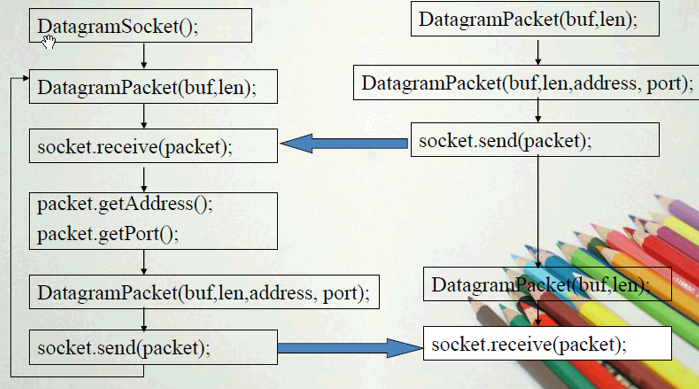 DatagramSocket();
DatagramPacket(buf,len);
socket.receive(packet);
packet.getAddress();
packet.getPort();
DatagramPacket(buf,len,address, port);
socket.send(packet);
DatagramPacket(buf,len);
DatagramPacket(buf,len,address, port);
socket.send(packet);
DatagramPacket(buf,len);
socket.receive(packet);